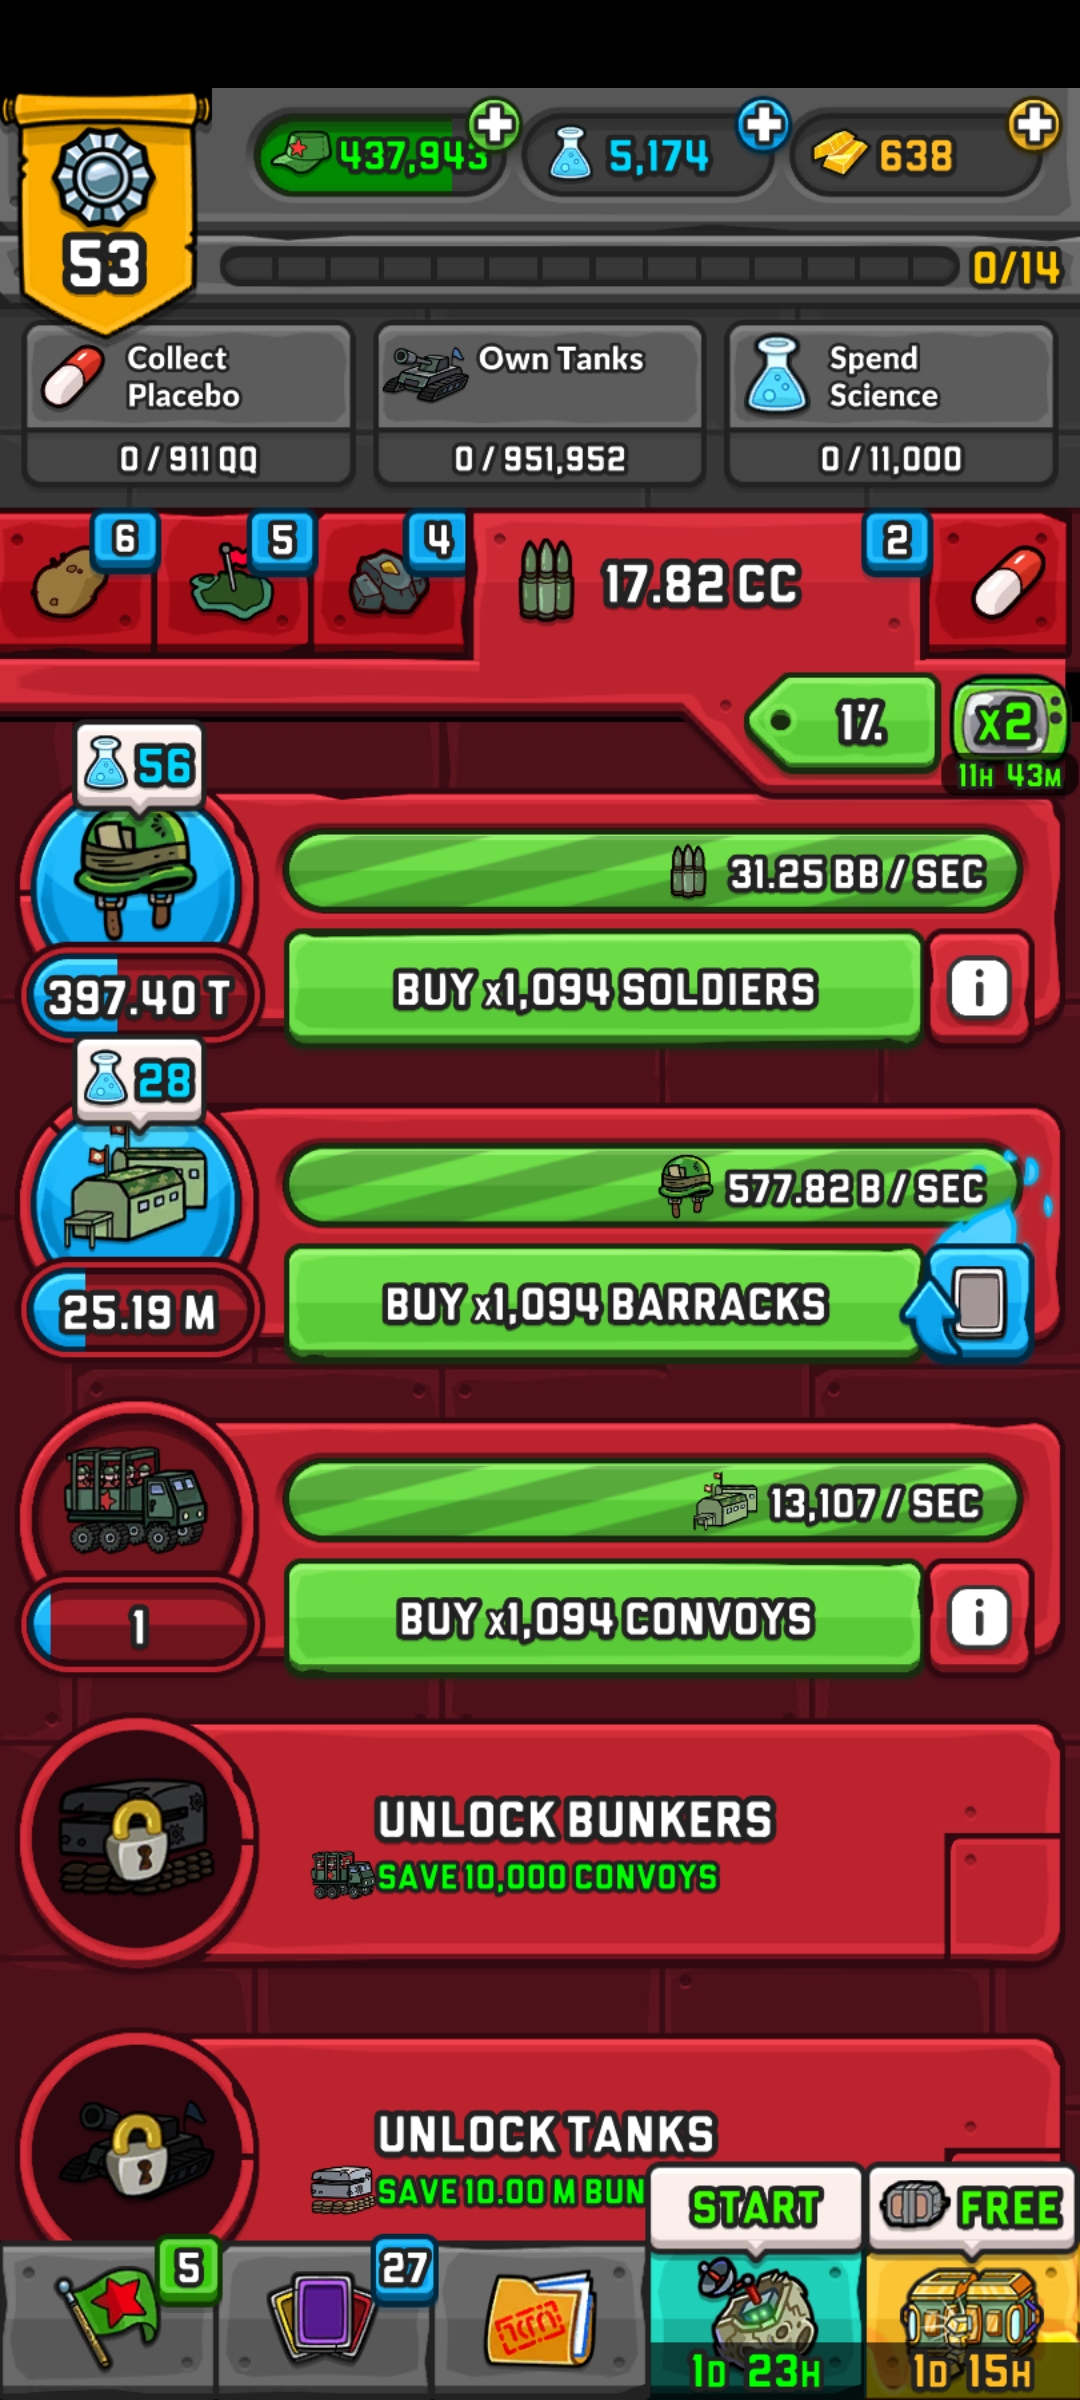 437,943
5,174
638
53
0/14
Collect
Placebo
0 / 911 QQ
Own Tanks
0 / 951,952
Spend
Science
0 / 11,000
6
5
4
17.82 CC
2
1%
x2
11H 43M
56
31.25 BB / SEC
397.40 T
BUY x1,094 SOLDIERS
i
28
577.82 B / SEC
25.19 M
BUY x1,094 BARRACKS
13,107 / SEC
1
BUY x1,094 CONVOYS
i
UNLOCK BUNKERS
SAVE 10,000 CONVOYS
UNLOCK TANKS
SAVE 10.00 M BUN
START
FREE
5
27
1D 23H
1D 15H